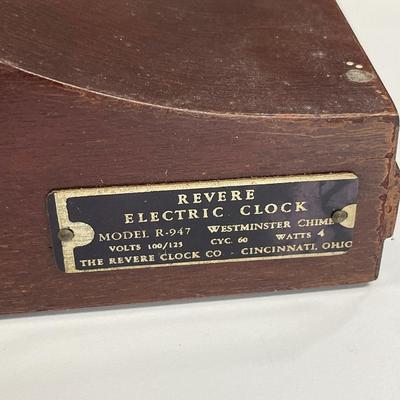 REVERE
ELECTRIC CLOCK
MODEL R-947 WESTMINSTER CHIME
VOLTS 100/125 CYC. 60 WATTS 4
THE REVERE CLOCK CO - CINCINNATI, OHIO